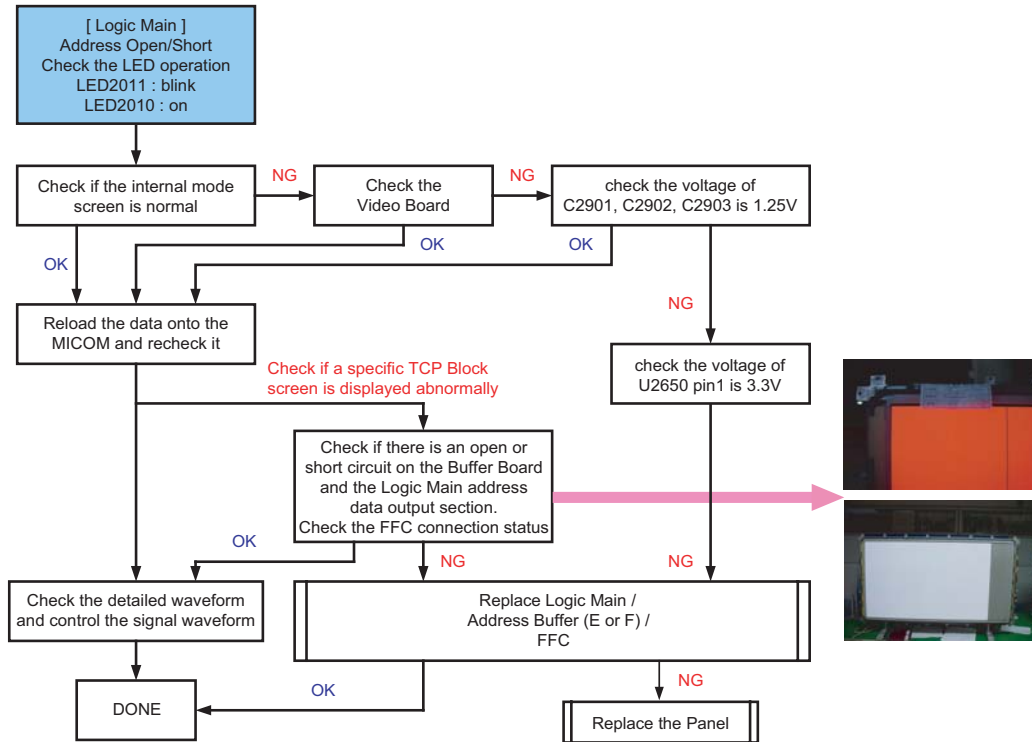 [ Logic Main ]
Address Open/Short
Check the LED operation
LED2011 : blink
LED2010 : on
Check if the internal mode
screen is normal
NG
Check the
Video Board
NG
check the voltage of
C2901, C2902, C2903 is 1.25V
OK
OK
OK
NG
Reload the data onto the
MICOM and recheck it
Check if a specific TCP Block
screen is displayed abnormally
check the voltage of
U2650 pin1 is 3.3V
Check if there is an open or
short circuit on the Buffer Board
and the Logic Main address
data output section.
Check the FFC connection status
OK
NG
NG
Check the detailed waveform
and control the signal waveform
Replace Logic Main /
Address Buffer (E or F) /
FFC
OK
NG
DONE
Replace the Panel